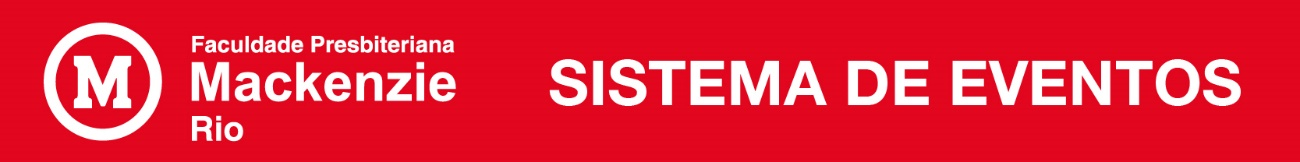 M
Faculdade Presbiteriana
Mackenzie
Rio
SISTEMA DE EVENTOS